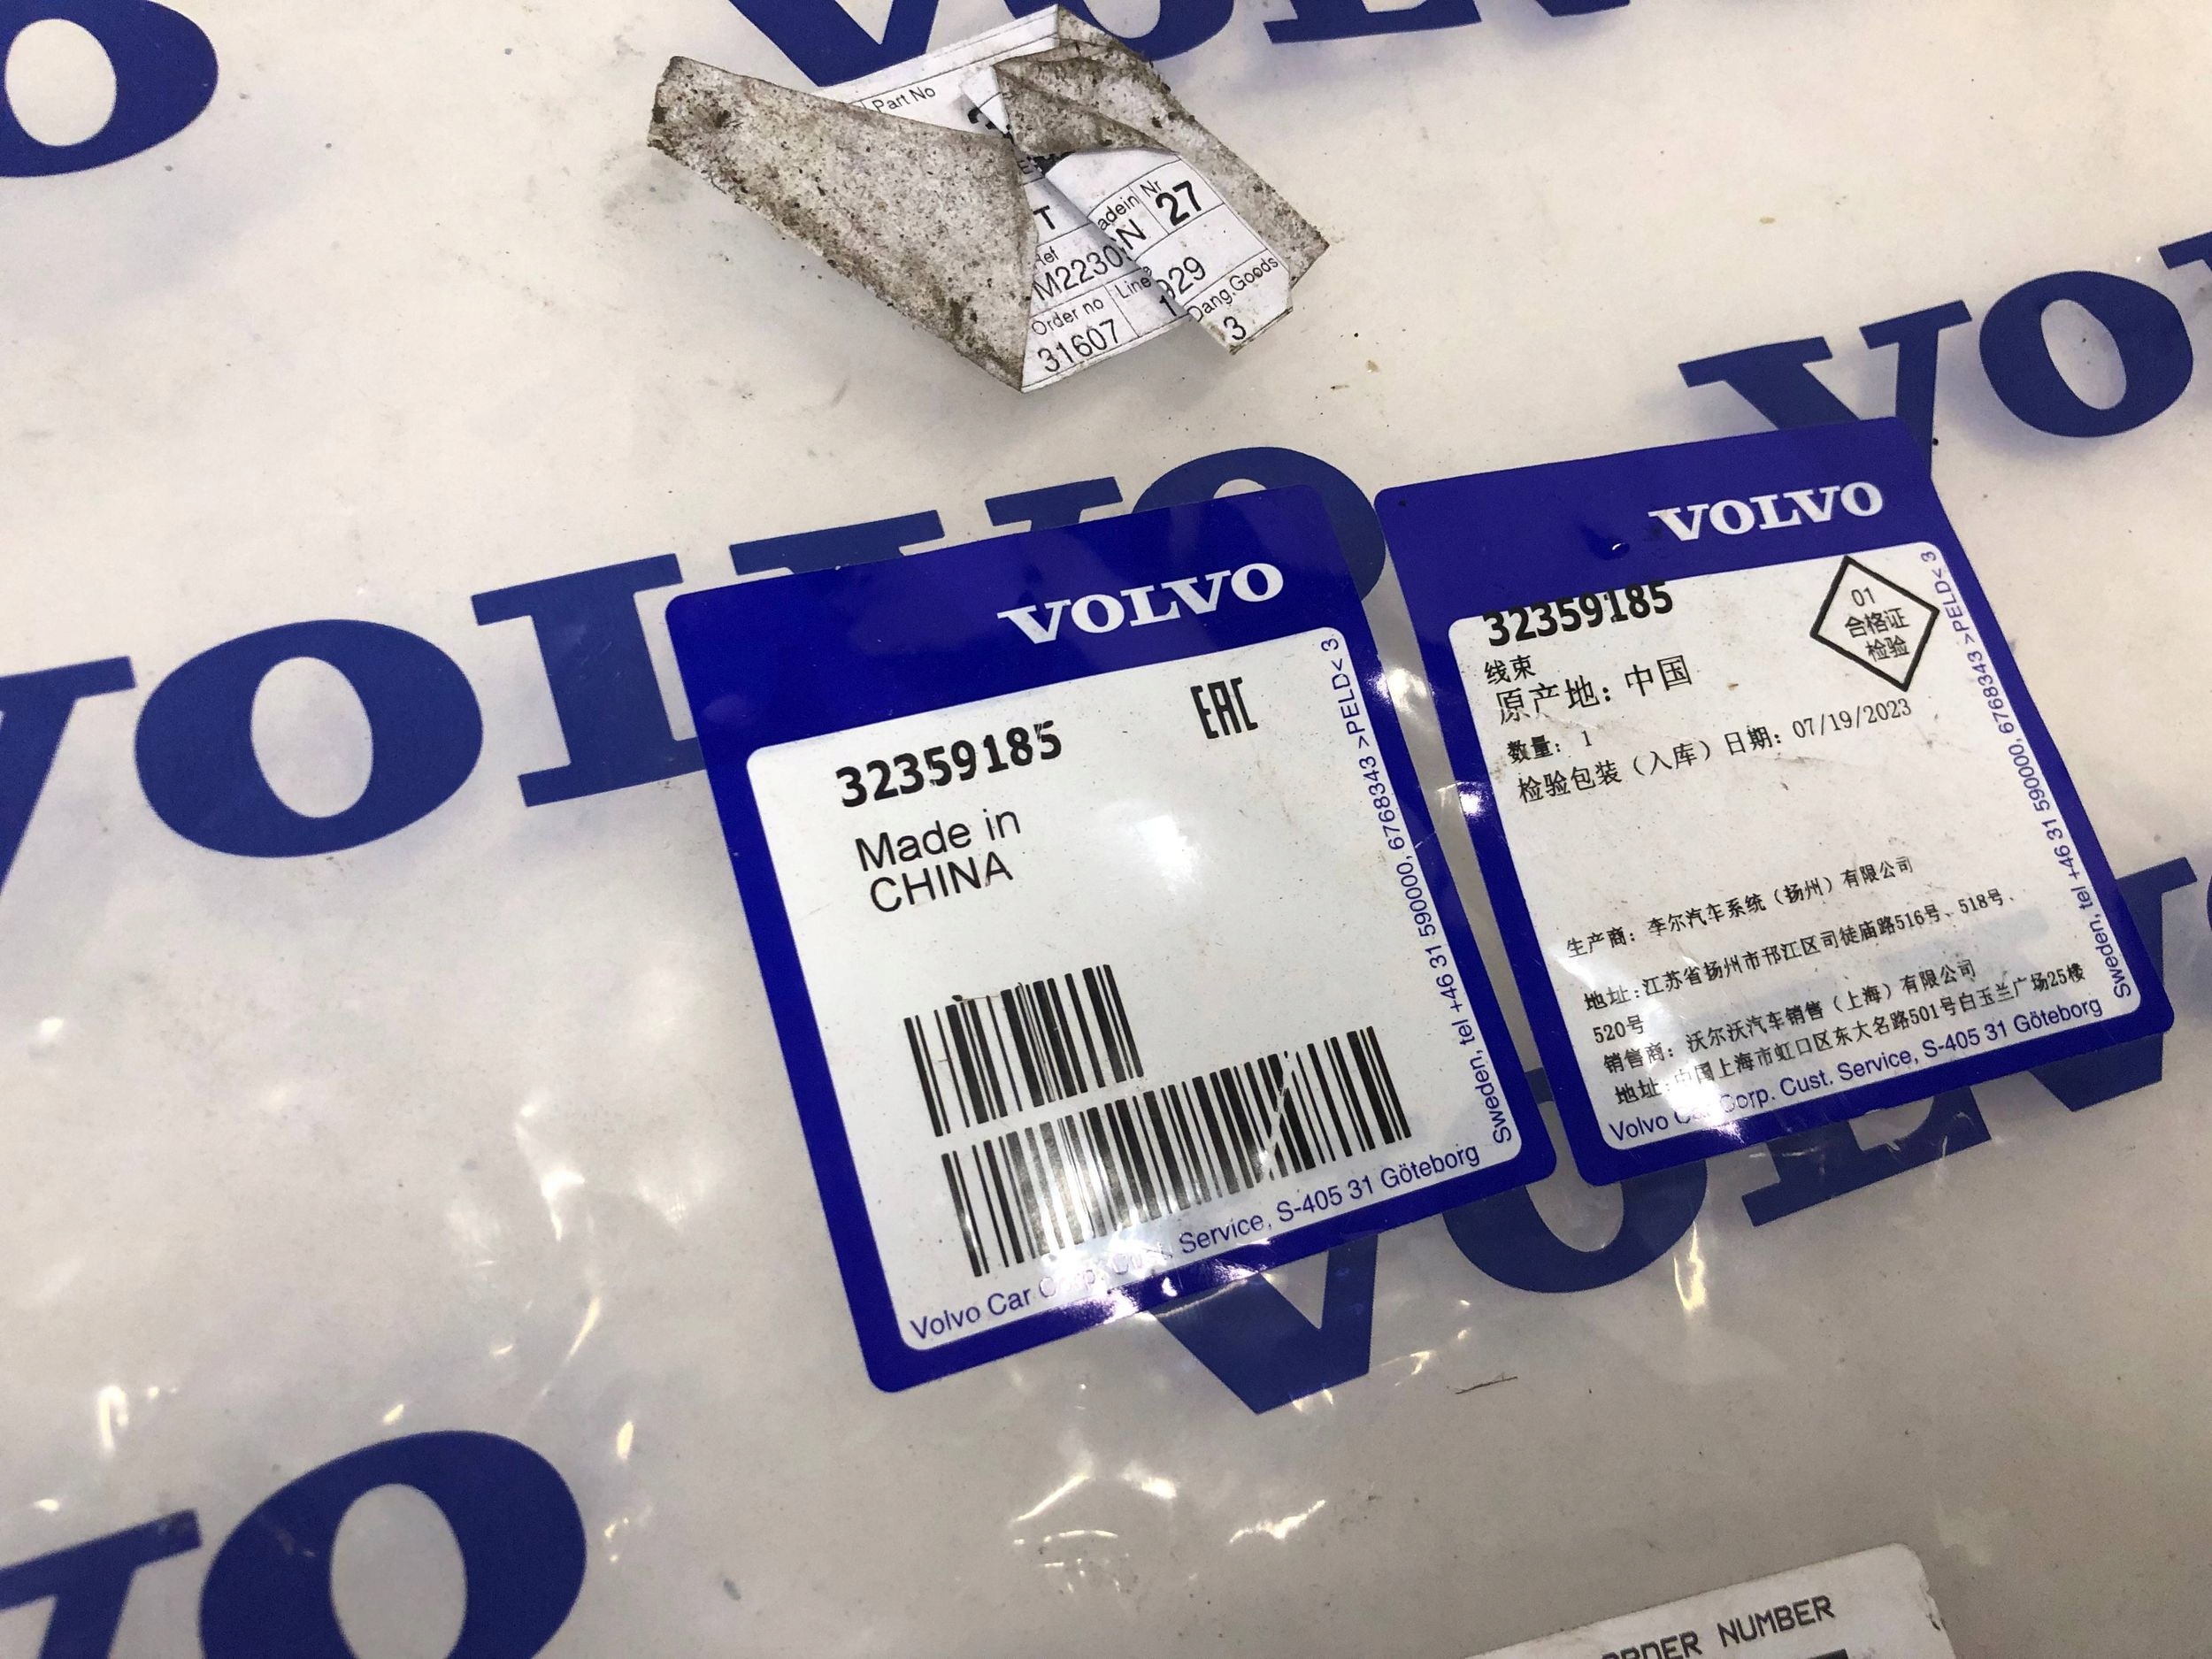 VOLVO
Part No
T
Nr
27
M2230
N
929
Order no
Line
31607
1
Dang.Goods
3
VOLVO
32359185
EAC
Made in
CHINA
Volvo Car Service, S-405 31 Göteborg
Sweden, tel +46 31 590000, 6768343 >PELD< 3
VOLVO
32359185
01
合格证
检验
线束
原产地：中国
数量： 1
检验包装（入库）日期：07/19/2023
生产商：李尔汽车系统（扬州）有限公司
地址:江苏省扬州市邗江区司徒庙路516号、518号、
520号
销售商：沃尔沃汽车销售（上海）有限公司
地址:中国上海市虹口区东大名路501号白玉兰广场25楼
Volvo Car Corp. Cust. Service, S-405 31 Göteborg
Sweden, tel +46 31 590000, 6768343 >PELD< 3
VOLVO
ORDER NUMBER